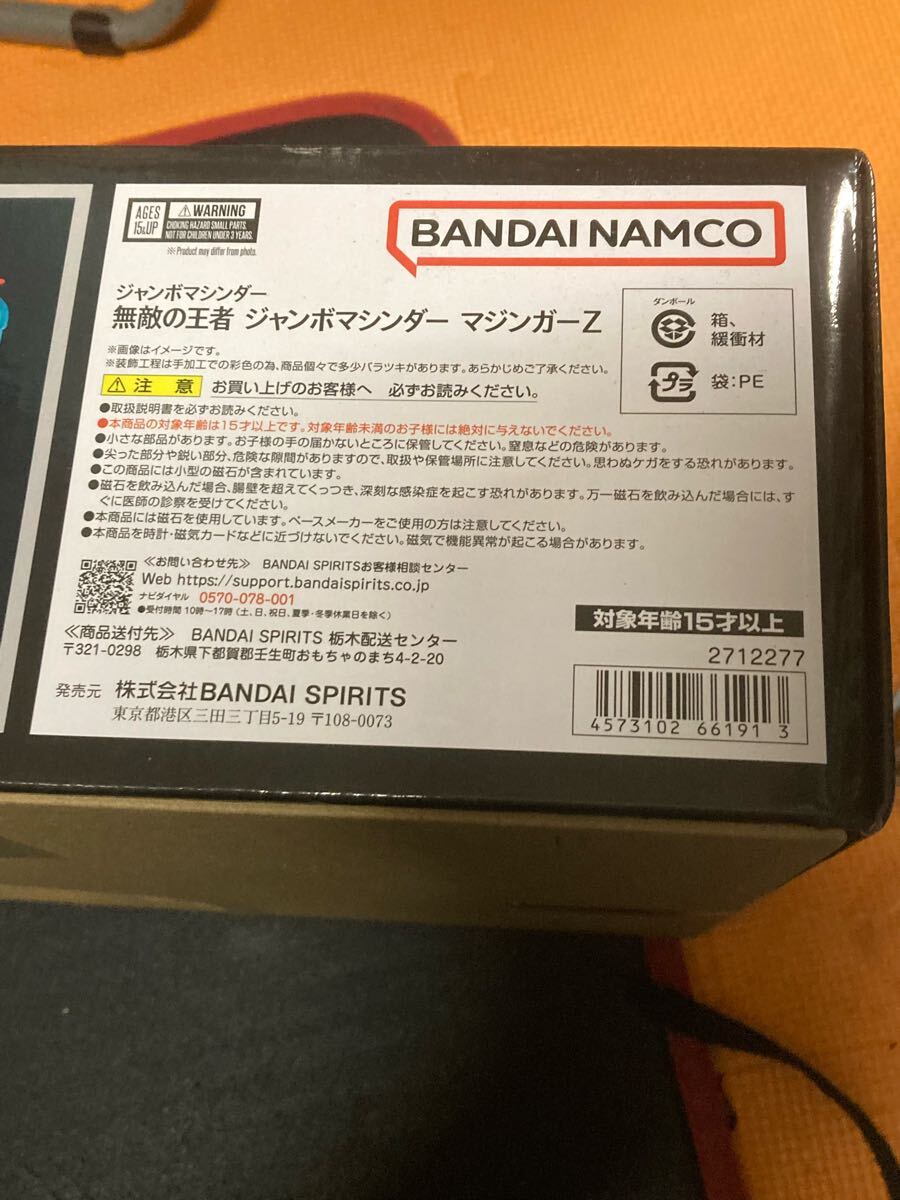 AGES
15&UP
⚠WARNING
CHOKING HAZARD SMALL PARTS.
NOT FOR CHILDREN UNDER 3 YEARS.
※Product may differ from photo.
BANDAI NAMCO
ジャンボマシンダー
無敵の王者 ジャンボマシンダー マジンガーZ
※画像はイメージです。
※装飾工程は手加工での彩色の為、商品個々で多少バラツキがあります。あらかじめご了承ください。
ダンボール
箱、
緩衝材
プラ
袋:PE
⚠注 意 お買い上げのお客様へ 必ずお読みください。
●取扱説明書を必ずお読みください。
●本商品の対象年齢は15才以上です。対象年齢未満のお子様には絶対に与えないでください。
●小さな部品があります。お子様の手の届かないところに保管してください。窒息などの危険があります。
●尖った部分や鋭い部分、危険な隙間がありますので、取扱や保管場所に注意してください。思わぬケガをする恐れがあります。
●この商品には小型の磁石が含まれています。
●磁石を飲み込んだ場合、腸壁を超えてくっつき、深刻な感染症を起こす恐れがあります。万一磁石を飲み込んだ場合には、す
ぐに医師の診察を受けてください。
●本商品には磁石を使用しています。ペースメーカーをご使用の方は注意してください。
●本商品を時計・磁気カードなどに近づけないでください。磁気で機能異常が起こる場合があります。
≪お問い合わせ先≫ BANDAI SPIRITSお客様相談センター
Web https://support.bandaispirits.co.jp
ナビダイヤル 0570-078-001
●受付時間 10時~17時 (土、日、祝日、夏季・冬季休業日を除く)
≪商品送付先≫ BANDAI SPIRITS 栃木配送センター
〒321-0298 栃木県下都賀郡壬生町おもちゃのまち4-2-20
発売元 株式会社BANDAI SPIRITS
東京都港区三田三丁目5-19 〒108-0073
対象年齢15才以上
2712277
4573102 66191 3